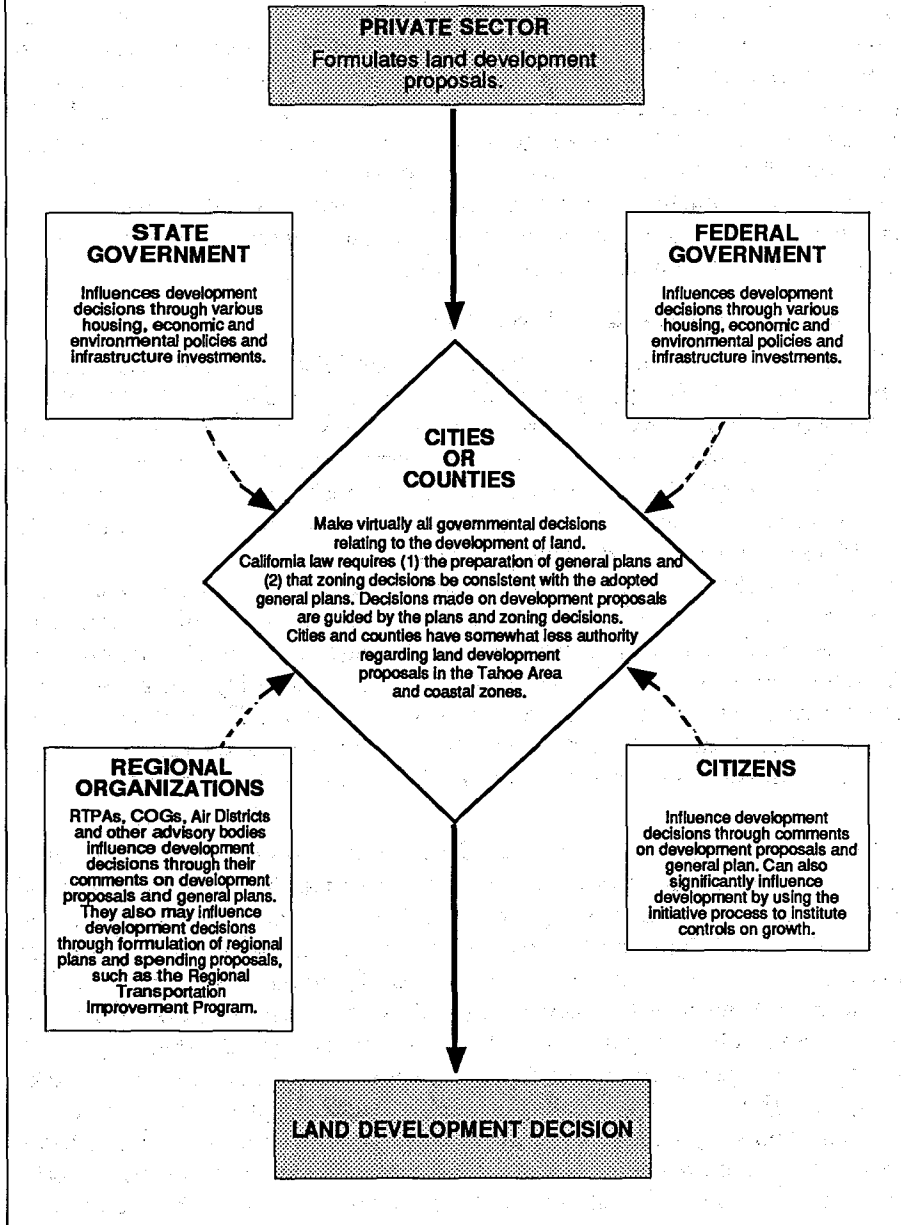 PRIVATE SECTOR
Formulates land development
proposals.
STATE
GOVERNMENT
Influences development
decisions through various
housing, economic and
environmental policies and
infrastructure investments.
FEDERAL
GOVERNMENT
Influences development
decisions through various
housing, economic and
environmental policies and
infrastructure investments.
CITIES
OR
COUNTIES
Make virtually all governmental decisions
relating to the development of land.
California law requires (1) the preparation of general plans and
(2) that zoning decisions be consistent with the adopted
general plans. Decisions made on development proposals
are guided by the plans and zoning decisions.
Cities and counties have somewhat less authority
regarding land development
proposals in the Tahoe Area
and coastal zones.
REGIONAL
ORGANIZATIONS
RTPAs, COGs, Air Districts
and other advisory bodies
influence development
decisions through their
comments on development
proposals and general plans.
They also may influence
development decisions
through formulation of regional
plans and spending proposals,
such as the Regional
Transportation
Improvement Program.
CITIZENS
Influence development
decisions through comments
on development proposals and
general plan. Can also
significantly influence
development by using the
initiative process to institute
controls on growth.
LAND DEVELOPMENT DECISION